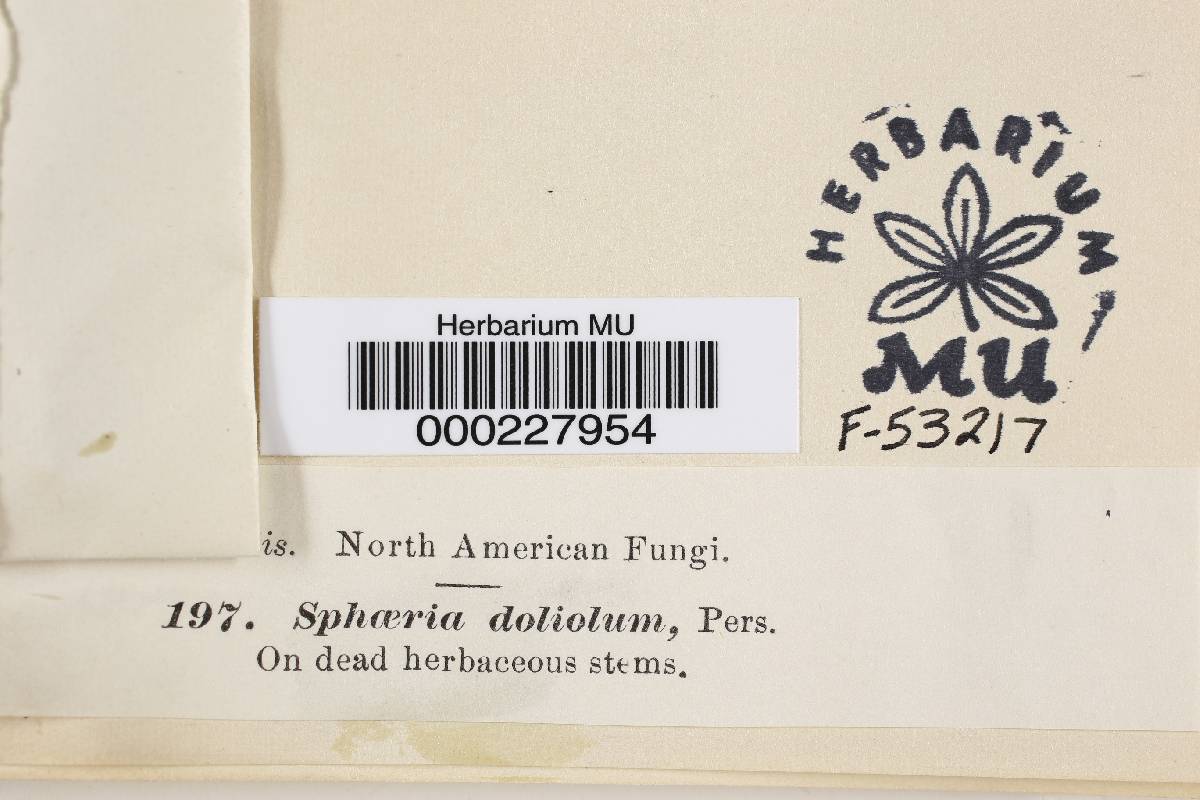 HERBARIUM
MU
F-53217
Herbarium MU
000227954
is. North American Fungi.
197. Sphæria doliolum, Pers.
On dead herbaceous stems.